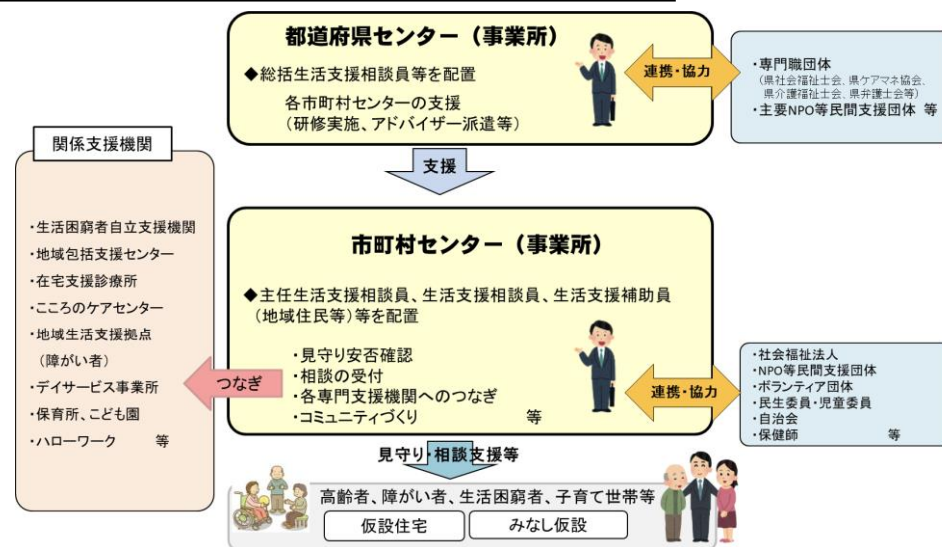 都道府県センター（事業所）
◆総括生活支援相談員等を配置
各市町村センターの支援
（研修実施、アドバイザー派遣等）
連携・協力
・専門職団体
（県社会福祉士会、県ケアマネ協会、
県介護福祉士会、県弁護士会等）
・主要NPO等民間支援団体 等
支援
関係支援機関
・生活困窮者自立支援機関
・地域包括支援センター
・在宅支援診療所
・こころのケアセンター
・地域生活支援拠点
（障がい者）
・デイサービス事業所
・保育所、こども園
・ハローワーク 等
つなぎ
市町村センター（事業所）
◆主任生活支援相談員、生活支援相談員、生活支援補助員
（地域住民等）等を配置
・見守り安否確認
・相談の受付
・各専門支援機関へのつなぎ
・コミュニティづくり 等
連携・協力
・社会福祉法人
・NPO等民間支援団体
・ボランティア団体
・民生委員・児童委員
・自治会
・保健師 等
見守り・相談支援等
高齢者、障がい者、生活困窮者、子育て世帯等
仮設住宅
みなし仮設